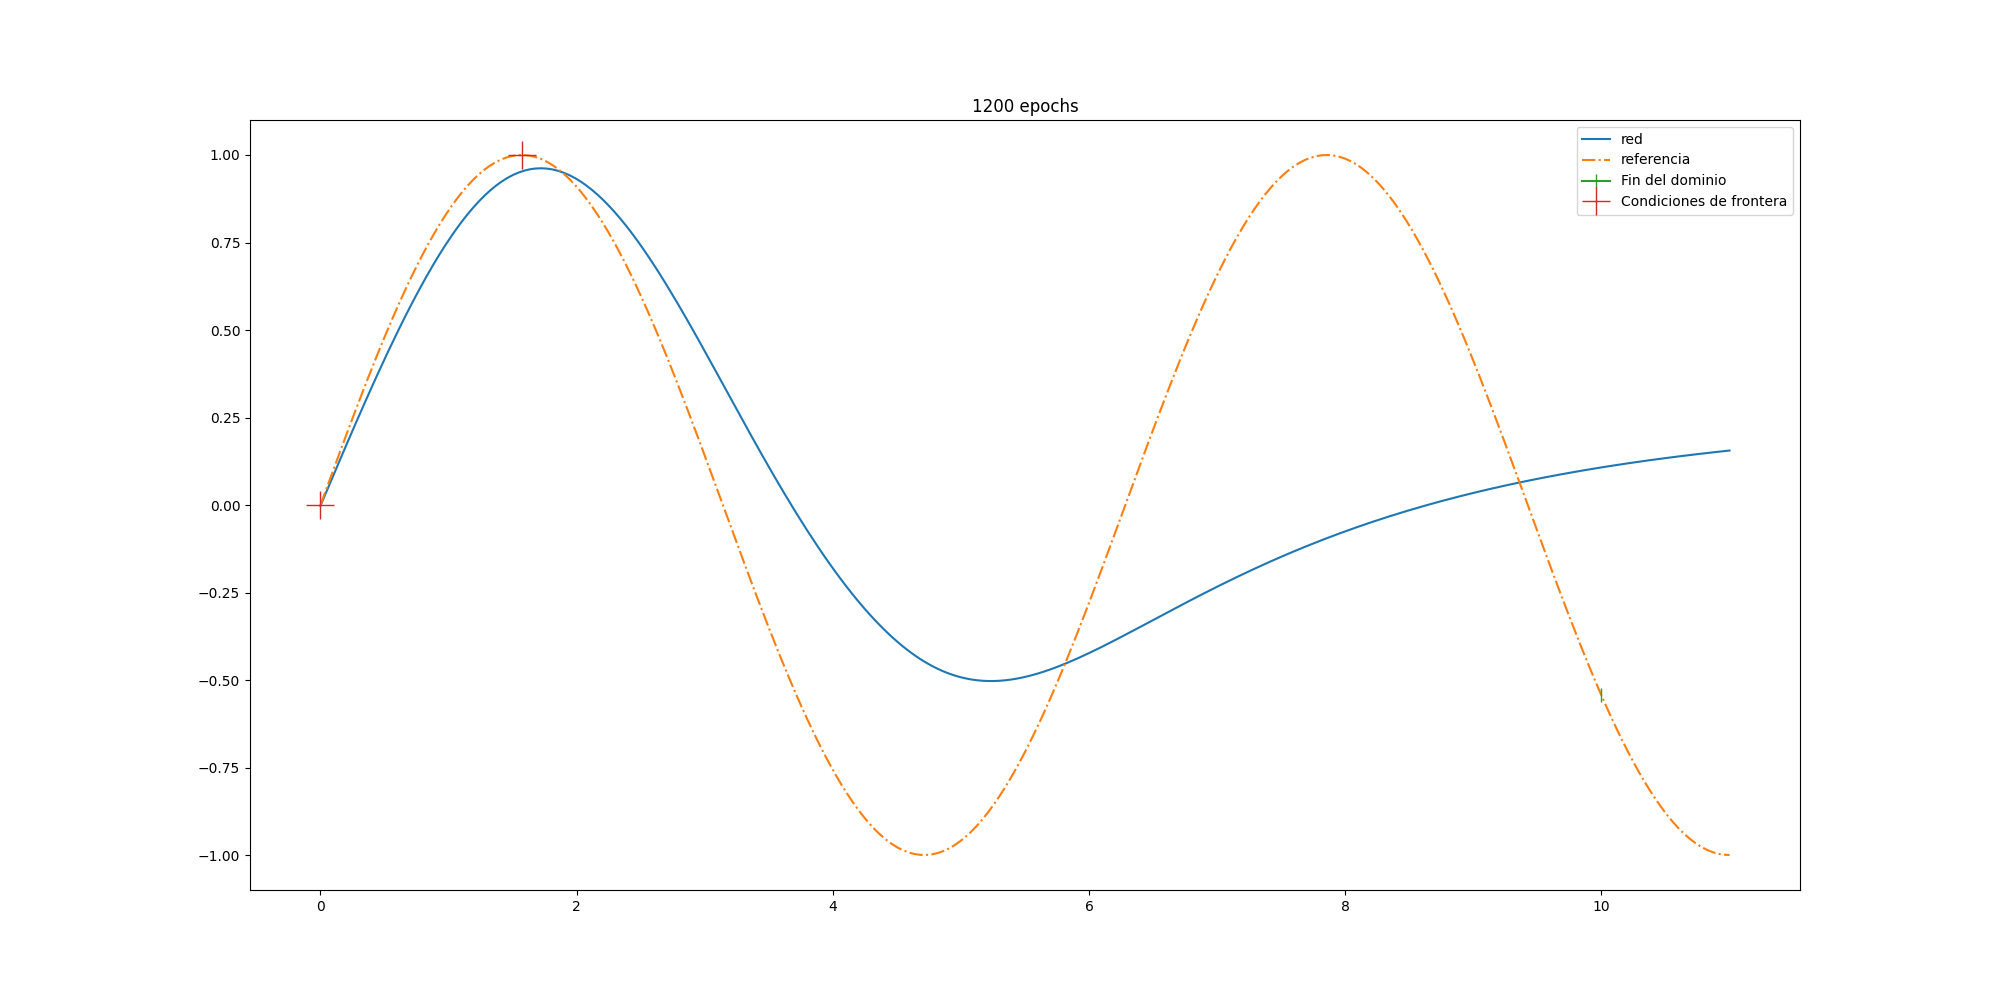 1200 epochs
red
referencia
Fin del dominio
Condiciones de frontera
1.00
0.75
0.50
0.25
0.00
−0.25
−0.50
−0.75
−1.00
0 2 4 6 8 10